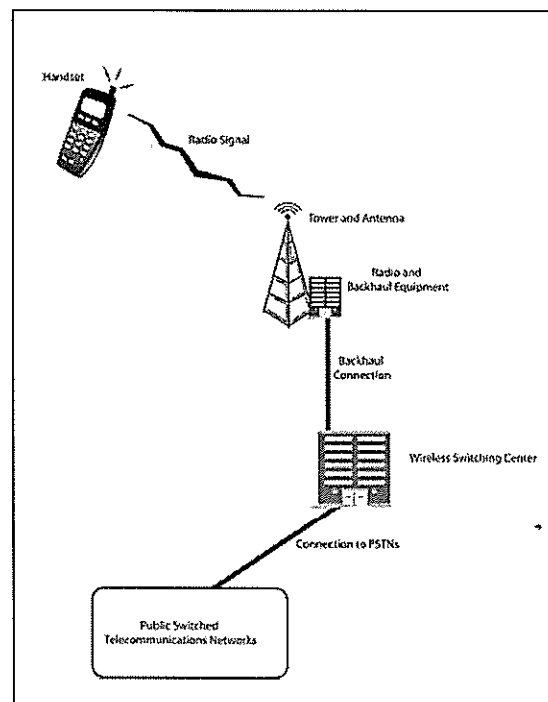 Handset
Radio Signal
Tower and Antenna
Radio and
Backhaul Equipment
Backhaul
Connection
Wireless Switching Center
Connection to PSTNs
Public Switched
Telecommunications Networks